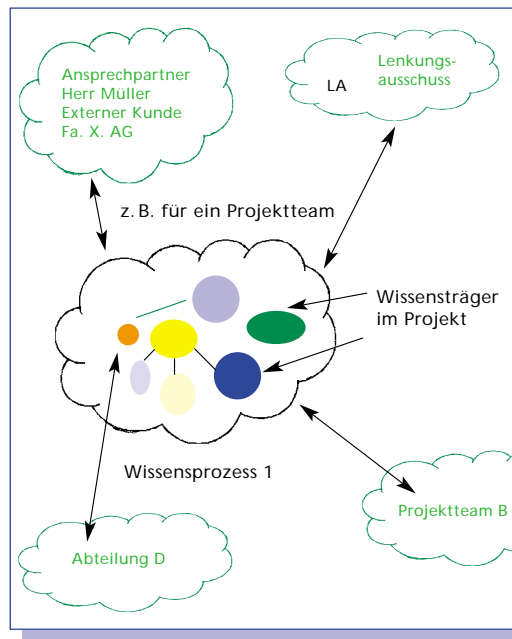 Ansprechpartner
Herr Müller
Externer Kunde
Fa. X. AG
Lenkungs-
LA
ausschuss
z. B. für ein Projektteam
Wissensträger
im Projekt
Wissensprozess 1
Projektteam B
Abteilung D